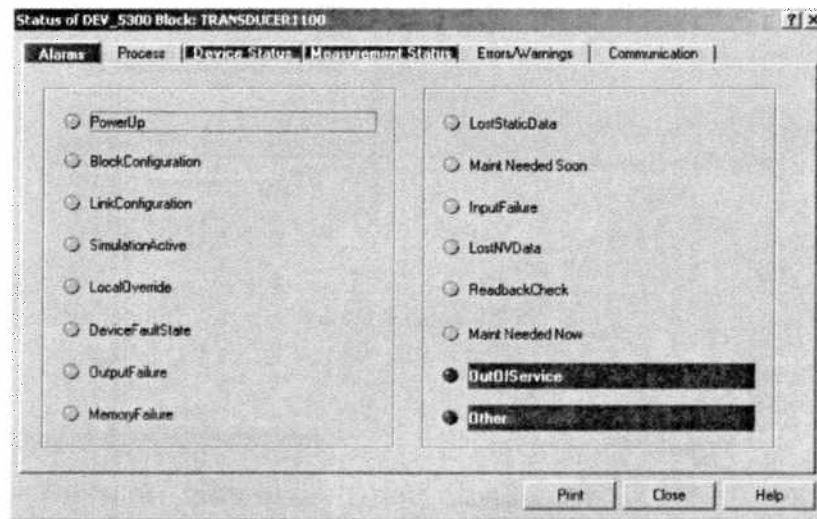 Status of DEV_5300 Block: TRANSDUCER1100
? ×
Alarms Process Device Status Measurement Status Errors/Warnings Communication
PowerUp
BlockConfiguration
LinkConfiguration
SimulationActive
LocalOverride
DeviceFaultState
OutputFailure
MemoryFailure
LostStaticData
Maint Needed Soon
InputFailure
LostNVData
ReadbackCheck
Maint Needed Now
OutOfService
Other
Print Close Help